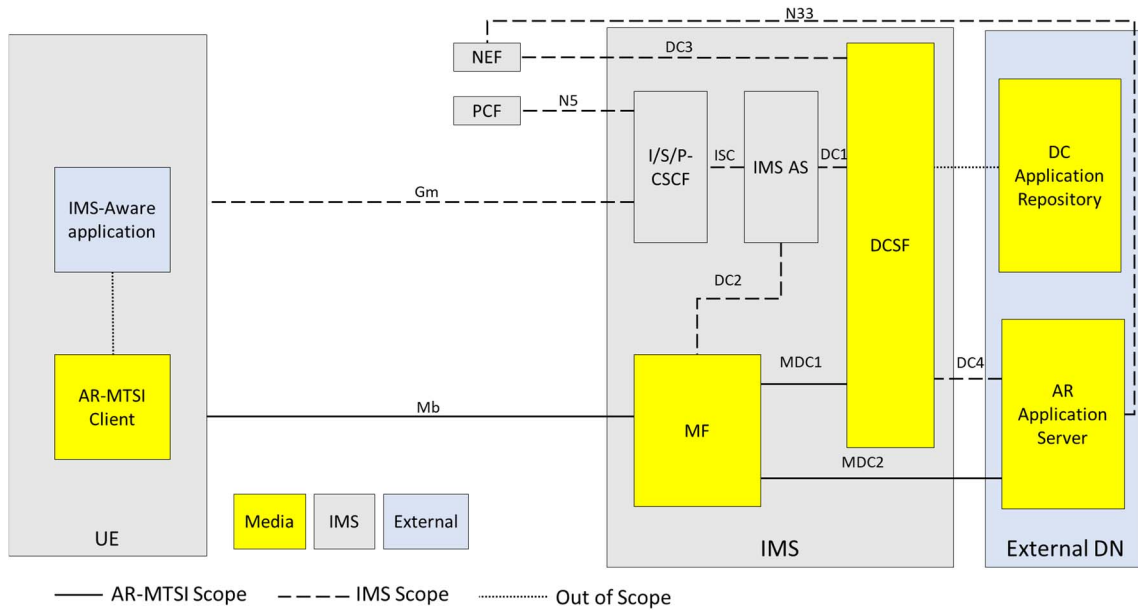 N33
NEF
DC3
PCF
N5
I/S/P-
CSCF
ISC
IMS AS
DC1
DC
Application
Repository
IMS-Aware
application
Gm
DCSF
DC2
AR-MTSI
Client
Mb
MF
MDC1
DC4
AR
Application
Server
MDC2
Media
IMS
External
UE
IMS
External DN
AR-MTSI Scope
IMS Scope
Out of Scope